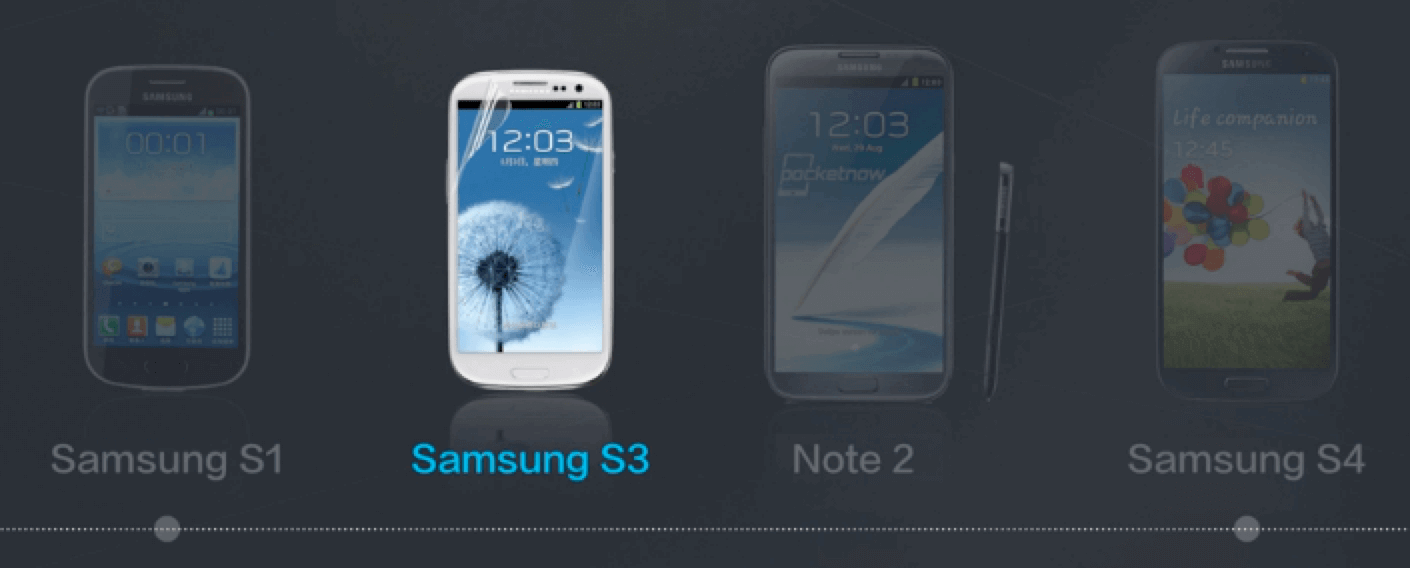 SAMSUNG
00:01
12:03
SAMSUNG
12:03
Wed, 29 Aug
pocketnow
SAMSUNG
Life companion
12:45
Samsung S1
Samsung S3
Note 2
Samsung S4